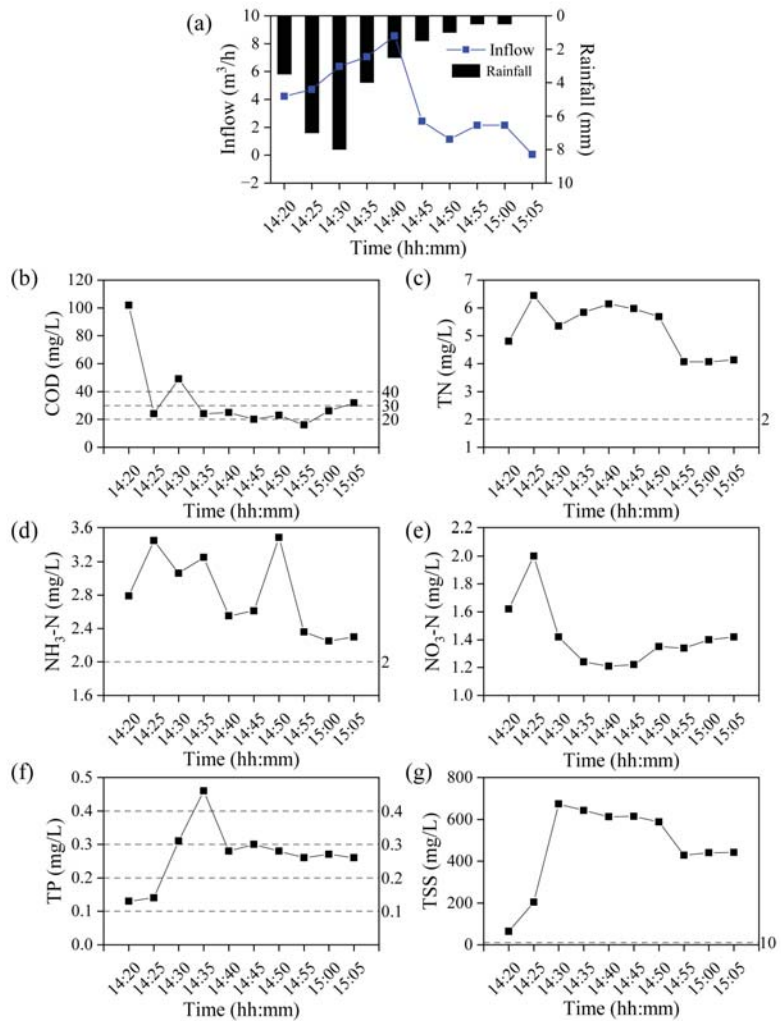 (a)
10
8
6
4
2
0
−2
Inflow (m³/h)
Inflow
Rainfall
0
2
4
6
8
10
Rainfall (mm)
14:20 14:25 14:30 14:35 14:40 14:45 14:50 14:55 15:00 15:05
Time (hh:mm)
(b)
120
100
80
60
40
20
0
COD (mg/L)
40
30
20
14:20 14:25 14:30 14:35 14:40 14:45 14:50 14:55 15:00 15:05
Time (hh:mm)
(c)
7
6
5
4
3
2
1
TN (mg/L)
2
14:20 14:25 14:30 14:35 14:40 14:45 14:50 14:55 15:00 15:05
Time (hh:mm)
(d)
3.6
3.2
2.8
2.4
2.0
1.6
NH₃-N (mg/L)
2
14:20 14:25 14:30 14:35 14:40 14:45 14:50 14:55 15:00 15:05
Time (hh:mm)
(e)
2.2
2.0
1.8
1.6
1.4
1.2
1.0
NO₃-N (mg/L)
14:20 14:25 14:30 14:35 14:40 14:45 14:50 14:55 15:00 15:05
Time (hh:mm)
(f)
0.5
0.4
0.3
0.2
0.1
0.0
TP (mg/L)
0.4
0.3
0.2
0.1
14:20 14:25 14:30 14:35 14:40 14:45 14:50 14:55 15:00 15:05
Time (hh:mm)
(g)
800
600
400
200
0
TSS (mg/L)
10
14:20 14:25 14:30 14:35 14:40 14:45 14:50 14:55 15:00 15:05
Time (hh:mm)